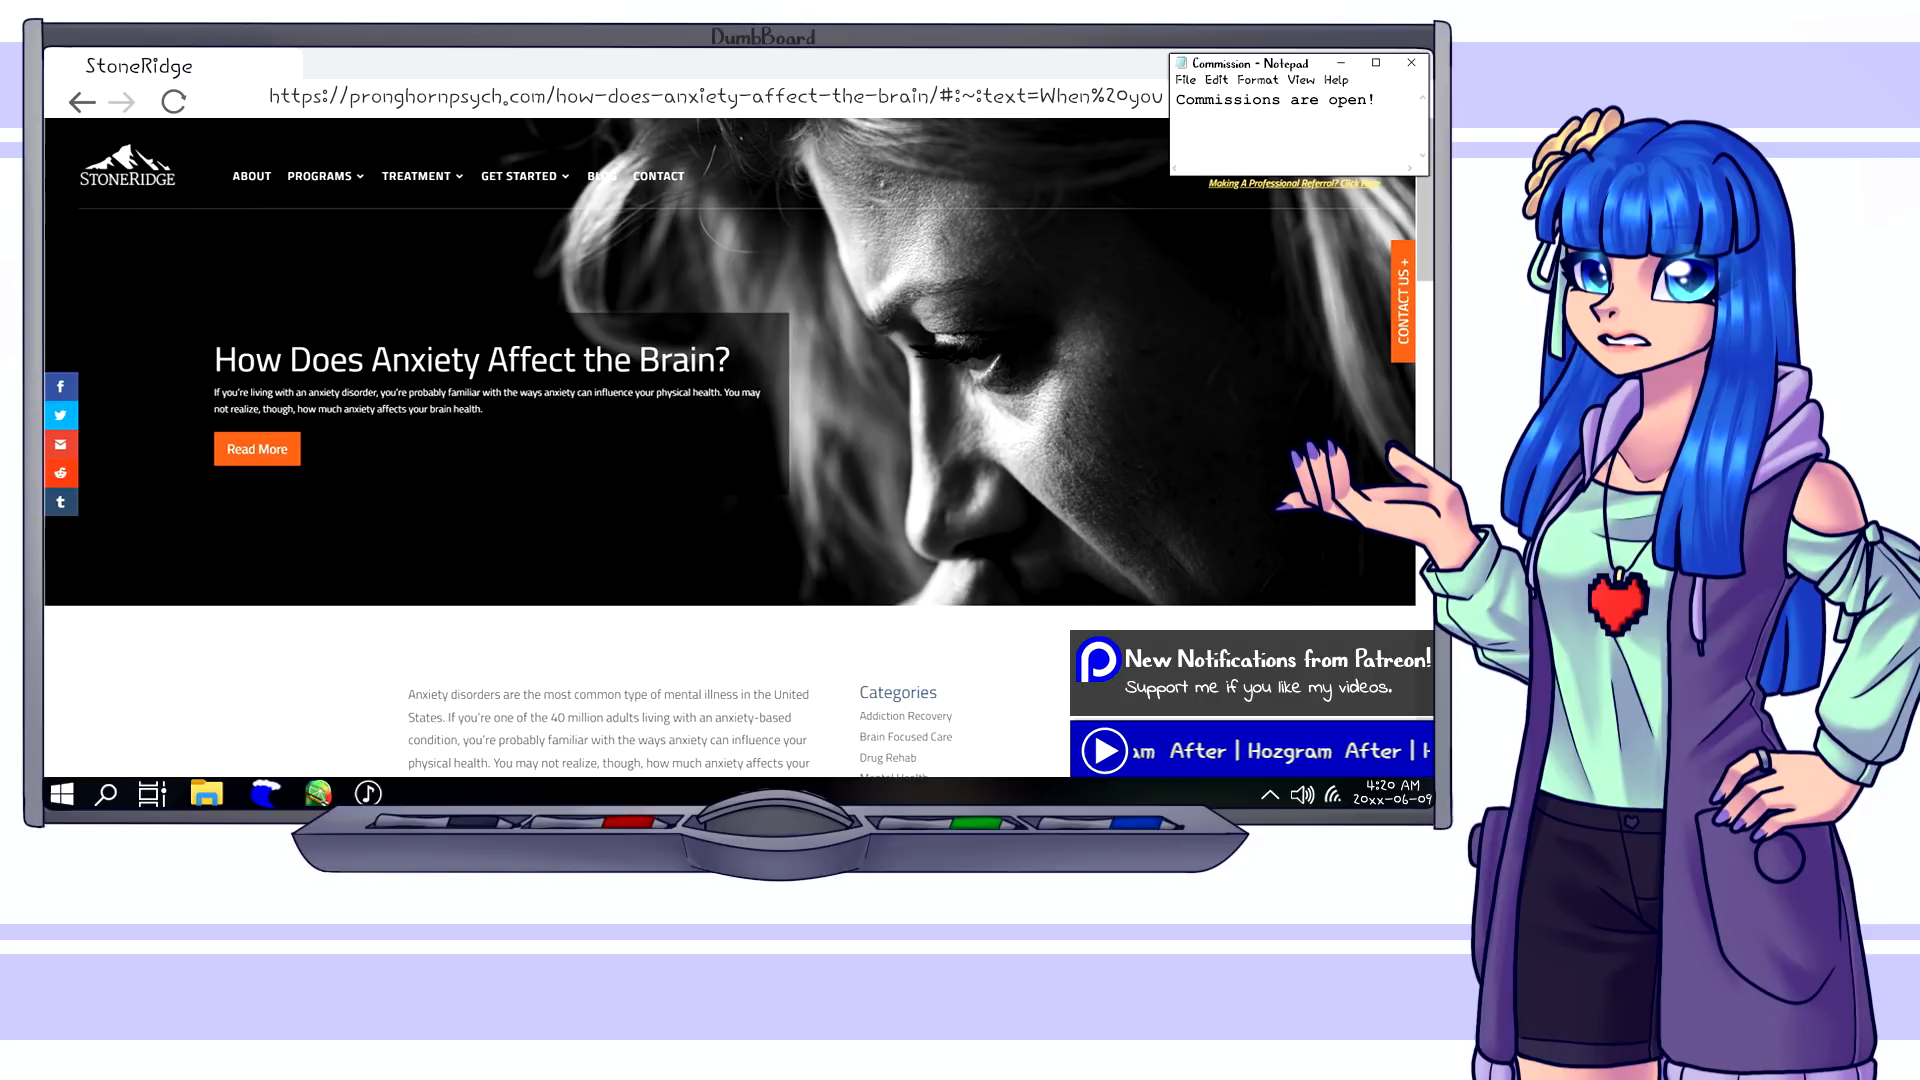 DumbBoard
StoneRidge
https://pronghornpsych.com/how-does-anxiety-affect-the-brain/#:~:text=When%20you
Commission - Notepad
File Edit Format View Help
Commissions are open!
STONERIDGE
ABOUT PROGRAMS TREATMENT GET STARTED BLOG CONTACT
Making A Professional Referral? Click Here
CONTACT US +
How Does Anxiety Affect the Brain?
If you're living with an anxiety disorder, you're probably familiar with the ways anxiety can influence your physical health. You may
not realize, though, how much anxiety affects your brain health.
Read More
Anxiety disorders are the most common type of mental illness in the United
States. If you're one of the 40 million adults living with an anxiety-based
condition, you're probably familiar with the ways anxiety can influence your
physical health. You may not realize, though, how much anxiety affects your
Categories
Addiction Recovery
Brain Focused Care
Drug Rehab
Mental Health
New Notifications from Patreon!
Support me if you like my videos.
am After | Hozgram After |
4:20 AM
20xx-06-09